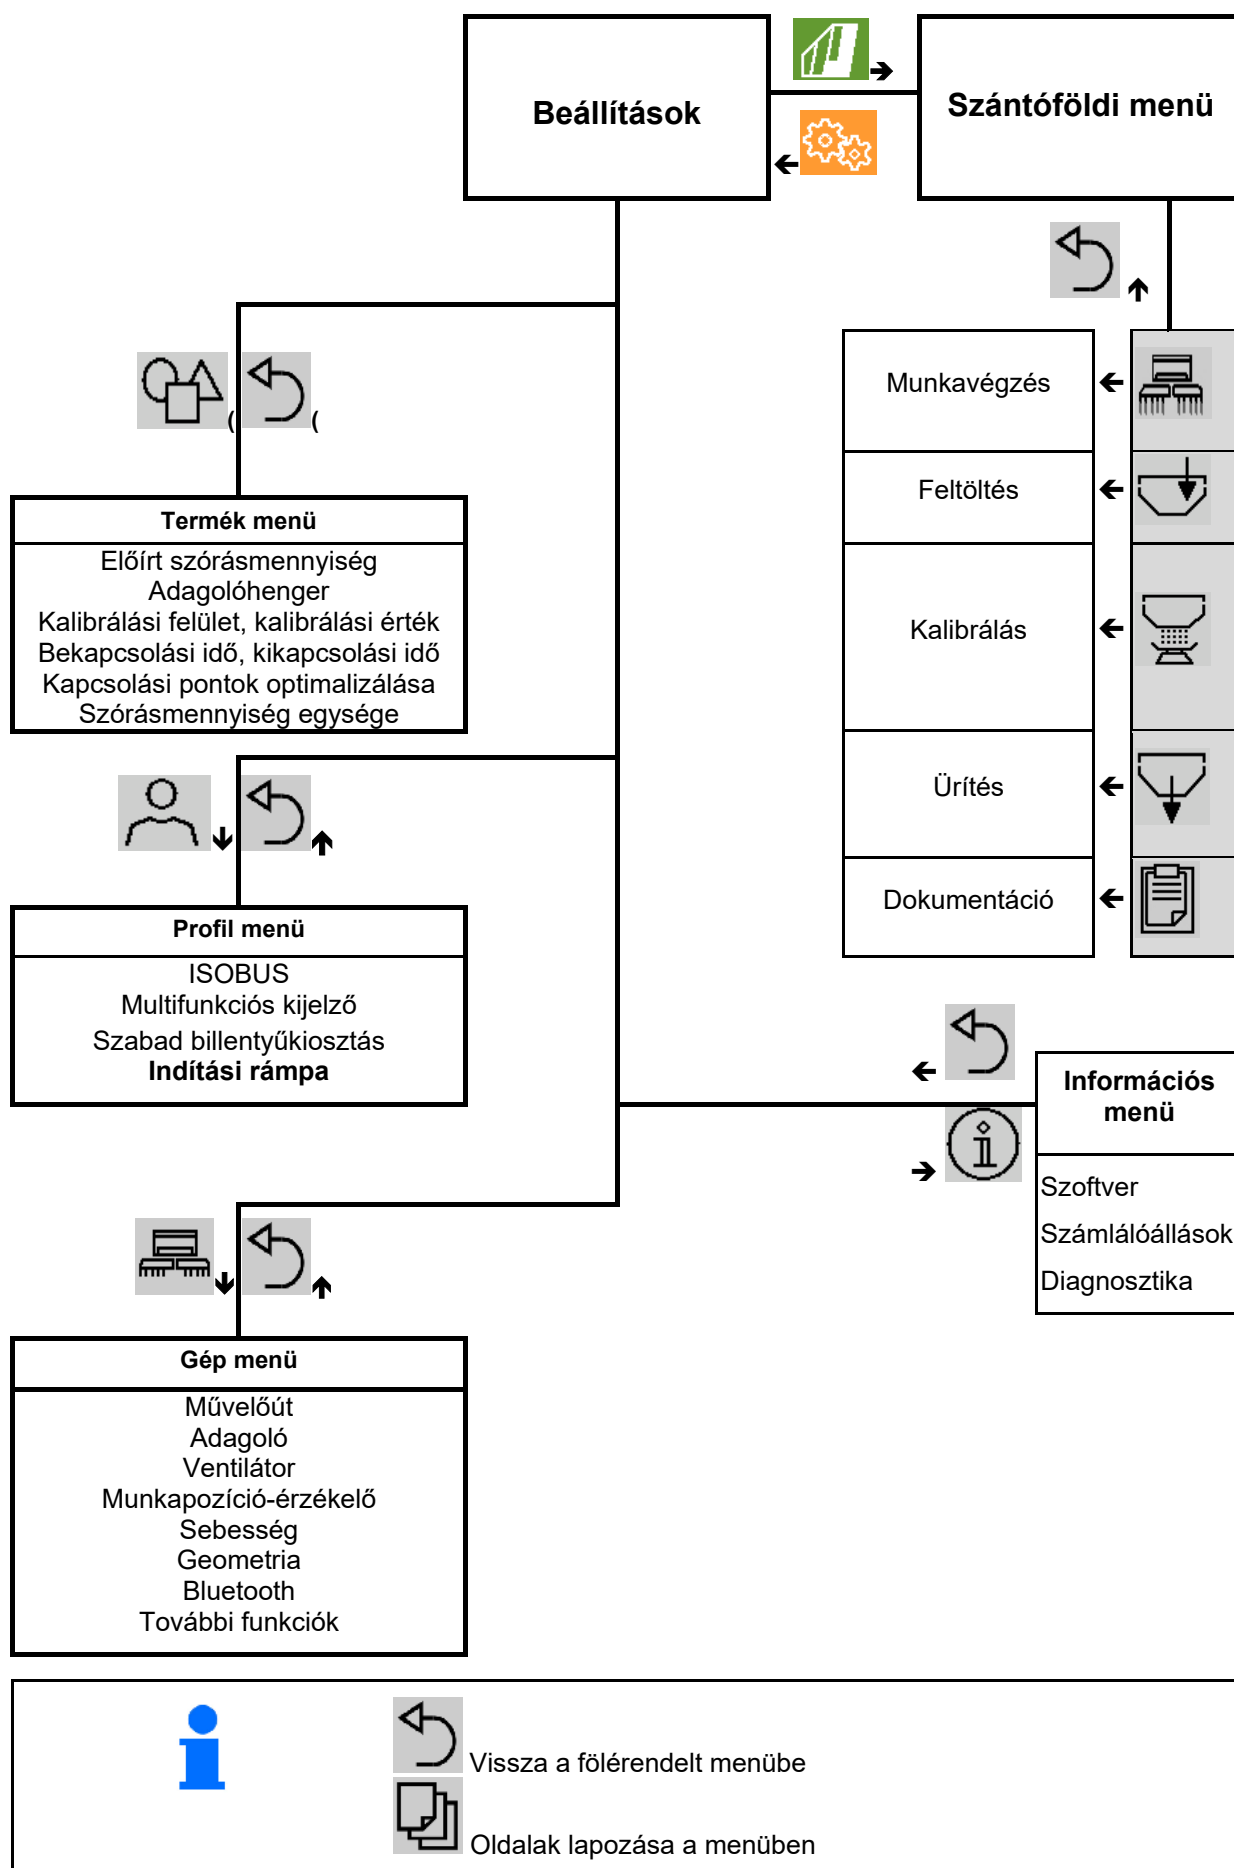 Beállítások
Szántóföldi menü
Munkavégzés
Feltöltés
Kalibrálás
Ürítés
Dokumentáció
Termék menü
Előírt szórásmennyiség
Adagolóhenger
Kalibrálási felület, kalibrálási érték
Bekapcsolási idő, kikapcsolási idő
Kapcsolási pontok optimalizálása
Szórásmennyiség egysége
(
(
Profil menü
ISOBUS
Multifunkciós kijelző
Szabad billentyűkiosztás
Indítási rámpa
Információs
menü
Szoftver
Számlálóállások
Diagnosztika
Gép menü
Művelőút
Adagoló
Ventilátor
Munkapozíció-érzékelő
Sebesség
Geometria
Bluetooth
További funkciók
Vissza a fölérendelt menübe
Oldalak lapozása a menüben